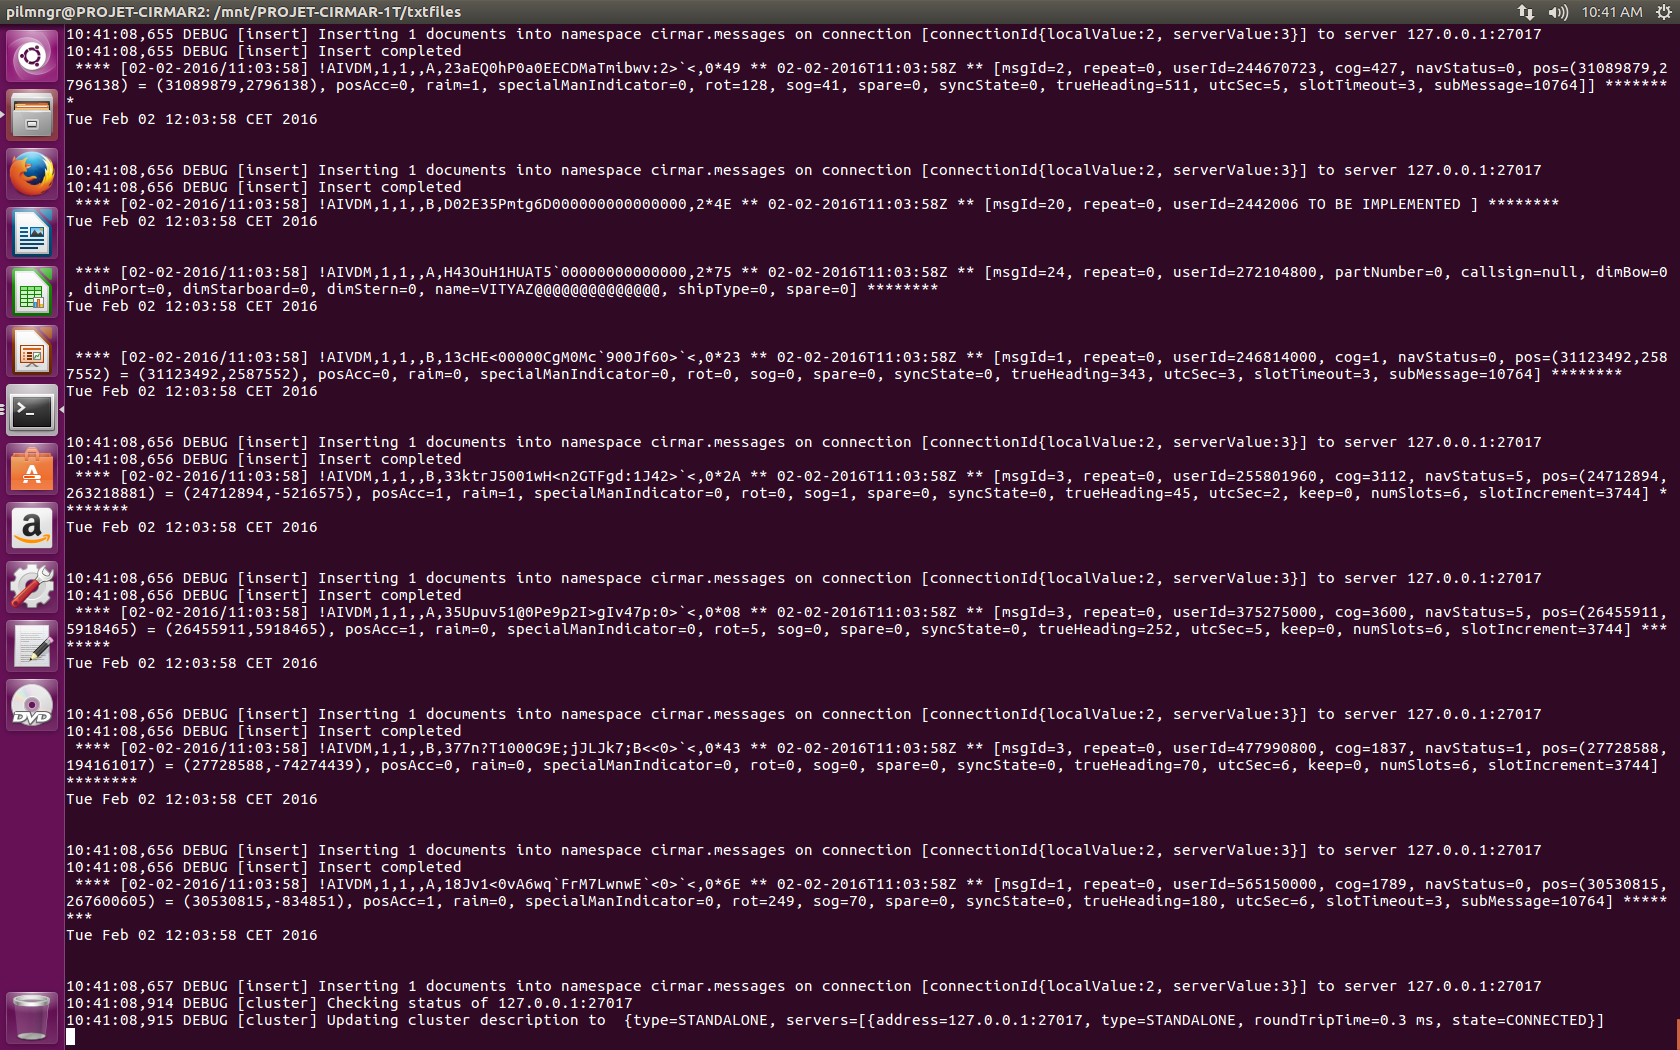 pilmngr@PROJET-CIRMAR2: /mnt/PROJET-CIRMAR-1T/txtfiles
10:41 AM
10:41:08,655 DEBUG [insert] Inserting 1 documents into namespace cirmar.messages on connection [connectionId{localValue:2, serverValue:3}] to server 127.0.0.1:27017
10:41:08,655 DEBUG [insert] Insert completed
**** [02-02-2016/11:03:58] !AIVDM,1,1,,A,23aEQ0hP0a0EECDMaTmibwv:2>`<,0*49 ** 02-02-2016T11:03:58Z ** [msgId=2, repeat=0, userId=244670723, cog=427, navStatus=0, pos=(31089879,2
796138) = (31089879,2796138), posAcc=0, raim=1, specialManIndicator=0, rot=128, sog=41, spare=0, syncState=0, trueHeading=511, utcSec=5, slotTimeout=3, subMessage=10764]] *******
*
Tue Feb 02 12:03:58 CET 2016
10:41:08,656 DEBUG [insert] Inserting 1 documents into namespace cirmar.messages on connection [connectionId{localValue:2, serverValue:3}] to server 127.0.0.1:27017
10:41:08,656 DEBUG [insert] Insert completed
**** [02-02-2016/11:03:58] !AIVDM,1,1,,B,D02E35Pmtg6D000000000000000,2*4E ** 02-02-2016T11:03:58Z ** [msgId=20, repeat=0, userId=2442006 TO BE IMPLEMENTED ] ********
Tue Feb 02 12:03:58 CET 2016
**** [02-02-2016/11:03:58] !AIVDM,1,1,,A,H43OuH1HUAT5`00000000000000,2*75 ** 02-02-2016T11:03:58Z ** [msgId=24, repeat=0, userId=272104800, partNumber=0, callsign=null, dimBow=0
, dimPort=0, dimStarboard=0, dimStern=0, name=VITYAZ@@@@@@@@@@@@@@, shipType=0, spare=0] ********
Tue Feb 02 12:03:58 CET 2016
**** [02-02-2016/11:03:58] !AIVDM,1,1,,B,13cHE<00000CgM0Mc`900Jf60>`<,0*23 ** 02-02-2016T11:03:58Z ** [msgId=1, repeat=0, userId=246814000, cog=1, navStatus=0, pos=(31123492,258
7552) = (31123492,2587552), posAcc=0, raim=0, specialManIndicator=0, rot=0, sog=0, spare=0, syncState=0, trueHeading=343, utcSec=3, slotTimeout=3, subMessage=10764] ********
Tue Feb 02 12:03:58 CET 2016
10:41:08,656 DEBUG [insert] Inserting 1 documents into namespace cirmar.messages on connection [connectionId{localValue:2, serverValue:3}] to server 127.0.0.1:27017
10:41:08,656 DEBUG [insert] Insert completed
**** [02-02-2016/11:03:58] !AIVDM,1,1,,B,33ktrJ5001wH<n2GTFgd:1J42>`<,0*2A ** 02-02-2016T11:03:58Z ** [msgId=3, repeat=0, userId=255801960, cog=3112, navStatus=5, pos=(24712894,
263218881) = (24712894,-5216575), posAcc=1, raim=1, specialManIndicator=0, rot=0, sog=1, spare=0, syncState=0, trueHeading=45, utcSec=2, keep=0, numSlots=6, slotIncrement=3744] *
*******
Tue Feb 02 12:03:58 CET 2016
10:41:08,656 DEBUG [insert] Inserting 1 documents into namespace cirmar.messages on connection [connectionId{localValue:2, serverValue:3}] to server 127.0.0.1:27017
10:41:08,656 DEBUG [insert] Insert completed
**** [02-02-2016/11:03:58] !AIVDM,1,1,,A,35Upuv51@0Pe9p2I>gIv47p:0>`<,0*08 ** 02-02-2016T11:03:58Z ** [msgId=3, repeat=0, userId=375275000, cog=3600, navStatus=5, pos=(26455911,
5918465) = (26455911,5918465), posAcc=1, raim=0, specialManIndicator=0, rot=5, sog=0, spare=0, syncState=0, trueHeading=252, utcSec=5, keep=0, numSlots=6, slotIncrement=3744] ***
*****
Tue Feb 02 12:03:58 CET 2016
10:41:08,656 DEBUG [insert] Inserting 1 documents into namespace cirmar.messages on connection [connectionId{localValue:2, serverValue:3}] to server 127.0.0.1:27017
10:41:08,656 DEBUG [insert] Insert completed
**** [02-02-2016/11:03:58] !AIVDM,1,1,,B,377n?T1000G9E;jJLJk7;B<<0>`<,0*43 ** 02-02-2016T11:03:58Z ** [msgId=3, repeat=0, userId=477990800, cog=1837, navStatus=1, pos=(27728588,
194161017) = (27728588,-74274439), posAcc=0, raim=0, specialManIndicator=0, rot=0, sog=0, spare=0, syncState=0, trueHeading=70, utcSec=6, keep=0, numSlots=6, slotIncrement=3744]
********
Tue Feb 02 12:03:58 CET 2016
10:41:08,656 DEBUG [insert] Inserting 1 documents into namespace cirmar.messages on connection [connectionId{localValue:2, serverValue:3}] to server 127.0.0.1:27017
10:41:08,656 DEBUG [insert] Insert completed
**** [02-02-2016/11:03:58] !AIVDM,1,1,,A,18Jv1<0vA6wq`FrM7LwnwE`<0>`<,0*6E ** 02-02-2016T11:03:58Z ** [msgId=1, repeat=0, userId=565150000, cog=1789, navStatus=0, pos=(30530815,
267600605) = (30530815,-834851), posAcc=1, raim=0, specialManIndicator=0, rot=249, sog=70, spare=0, syncState=0, trueHeading=180, utcSec=6, slotTimeout=3, subMessage=10764] *****
***
Tue Feb 02 12:03:58 CET 2016
10:41:08,657 DEBUG [insert] Inserting 1 documents into namespace cirmar.messages on connection [connectionId{localValue:2, serverValue:3}] to server 127.0.0.1:27017
10:41:08,914 DEBUG [cluster] Checking status of 127.0.0.1:27017
10:41:08,915 DEBUG [cluster] Updating cluster description to  {type=STANDALONE, servers=[{address=127.0.0.1:27017, type=STANDALONE, roundTripTime=0.3 ms, state=CONNECTED}]